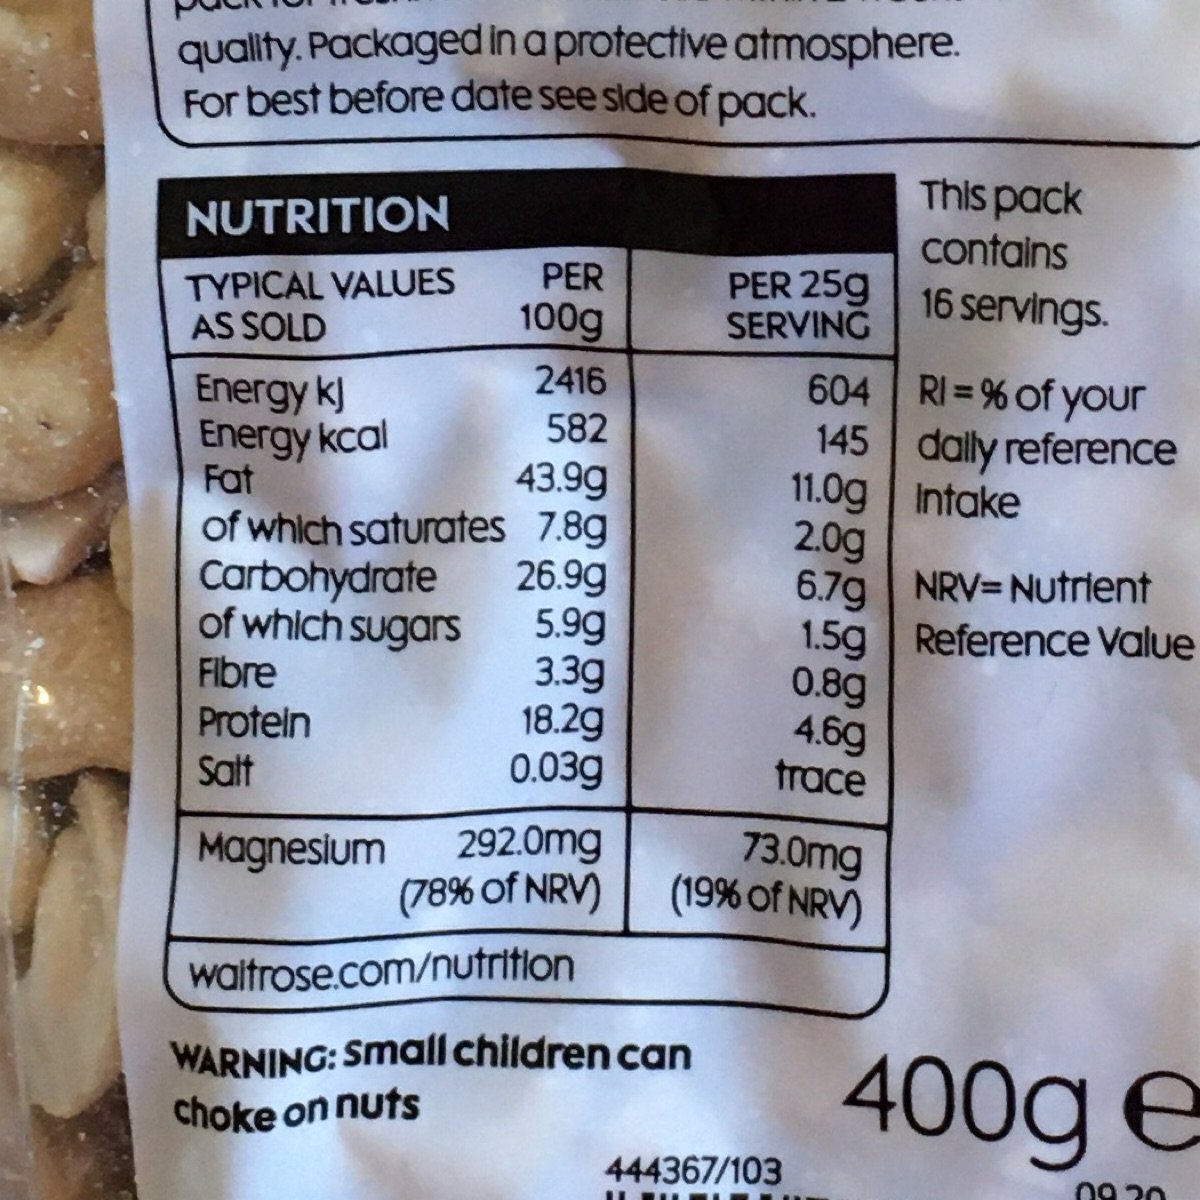 quality. Packaged in a protective atmosphere.
For best before date see side of pack.
NUTRITION
TYPICAL VALUES AS SOLD PER 100g PER 25g SERVING
Energy kJ 2416 604
Energy kcal 582 145
Fat 43.9g 11.0g
of which saturates 7.8g 2.0g
Carbohydrate 26.9g 6.7g
of which sugars 5.9g 1.5g
Fibre 3.3g 0.8g
Protein 18.2g 4.6g
Salt 0.03g trace
Magnesium 292.0mg 73.0mg
(78% of NRV) (19% of NRV)
waitrose.com/nutrition
This pack
contains
16 servings.
RI = % of your
daily reference
intake
NRV= Nutrient
Reference Value
WARNING: Small children can
choke on nuts
400g e
444367/103